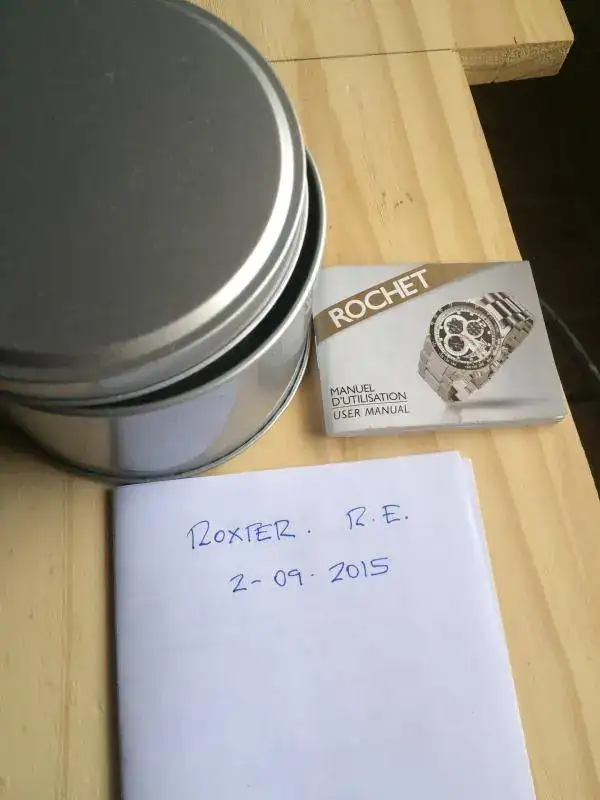 ROCHET
MANUEL
D'UTILISATION
USER MANUAL
ROXPER. R.E.
2-09-2015